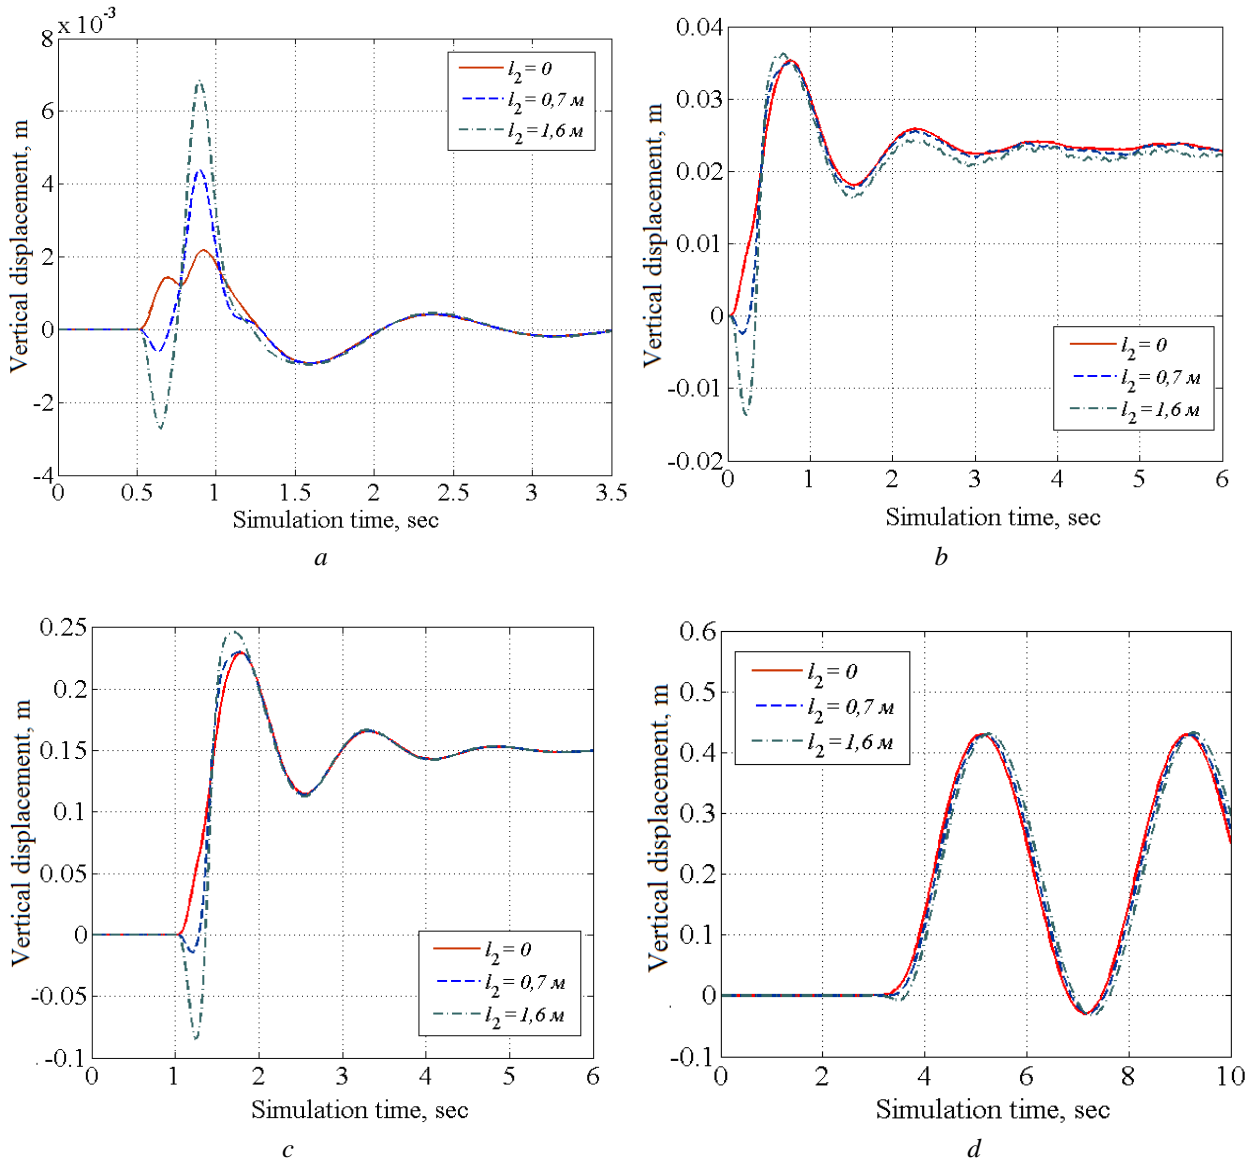 x 10⁻³
8
6
4
2
0
-2
-4
Vertical displacement, m
l₂ = 0
l₂ = 0,7 м
l₂ = 1,6 м
0 0.5 1 1.5 2 2.5 3 3.5
Simulation time, sec
a
0.04
0.03
0.02
0.01
0
-0.01
-0.02
Vertical displacement, m
l₂ = 0
l₂ = 0,7 м
l₂ = 1,6 м
0 1 2 3 4 5 6
Simulation time, sec
b
0.25
0.2
0.15
0.1
0.05
0
-0.05
-0.1
Vertical displacement, m
l₂ = 0
l₂ = 0,7 м
l₂ = 1,6 м
0 1 2 3 4 5 6
Simulation time, sec
c
0.6
0.5
0.4
0.3
0.2
0.1
0
-0.1
Vertical displacement, m
l₂ = 0
l₂ = 0,7 м
l₂ = 1,6 м
0 2 4 6 8 10
Simulation time, sec
d